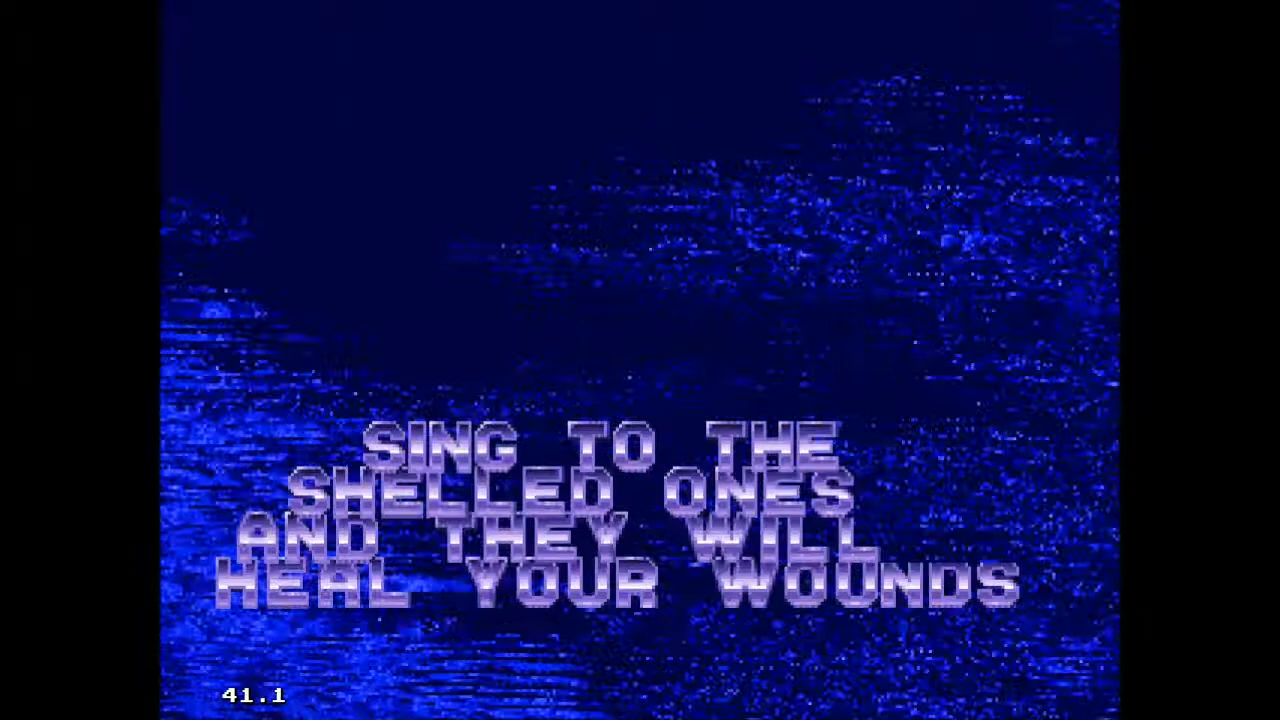 SING TO THE
SHELLED ONES
AND THEY WILL
HEAL YOUR WOUNDS
41.1